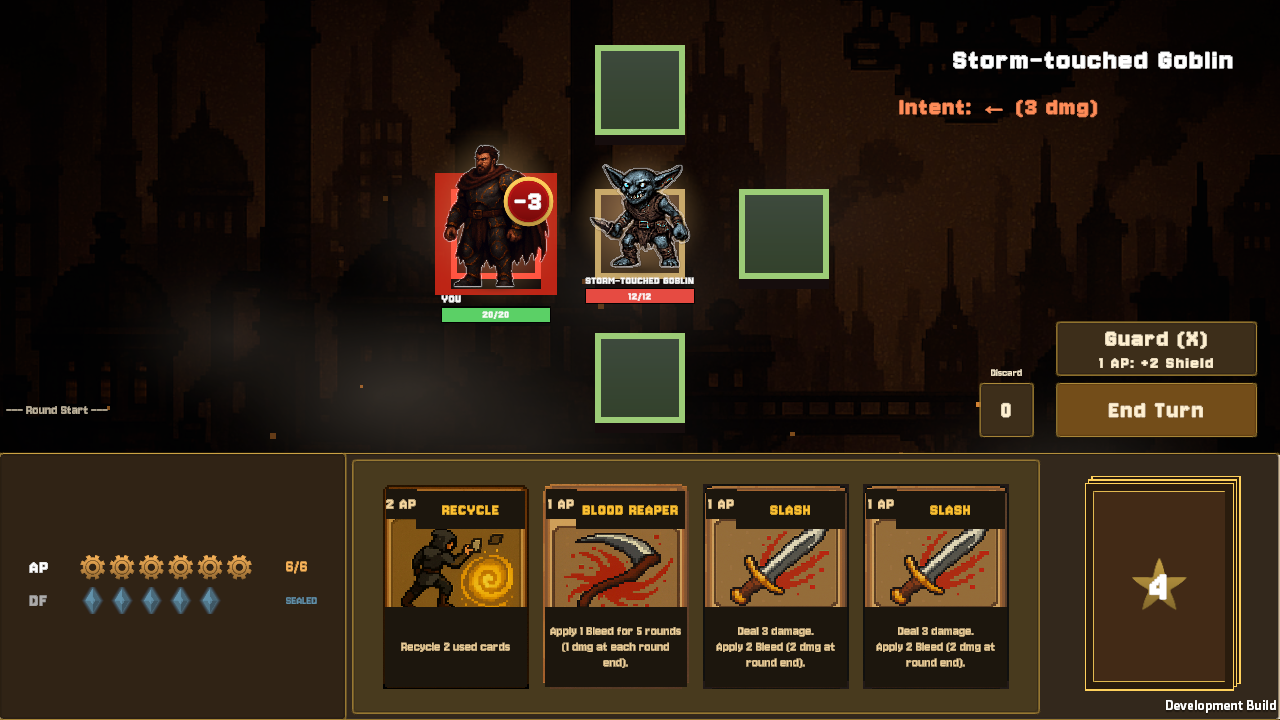 Storm-touched Goblin
Intent: ← (3 dmg)
-3
STORM-TOUCHED GOBLIN
12/12
YOU
20/20
Guard (X)
1 AP: +2 Shield
Discard
0
End Turn
--- Round Start ---
AP
6/6
DF
SEALED
2 AP
RECYCLE
Recycle 2 used cards
1 AP
BLOOD REAPER
Apply 1 Bleed for 5 rounds
(1 dmg at each round
end).
1 AP
SLASH
Deal 3 damage.
Apply 2 Bleed (2 dmg at
round end).
1 AP
SLASH
Deal 3 damage.
Apply 2 Bleed (2 dmg at
round end).
4
Development Build